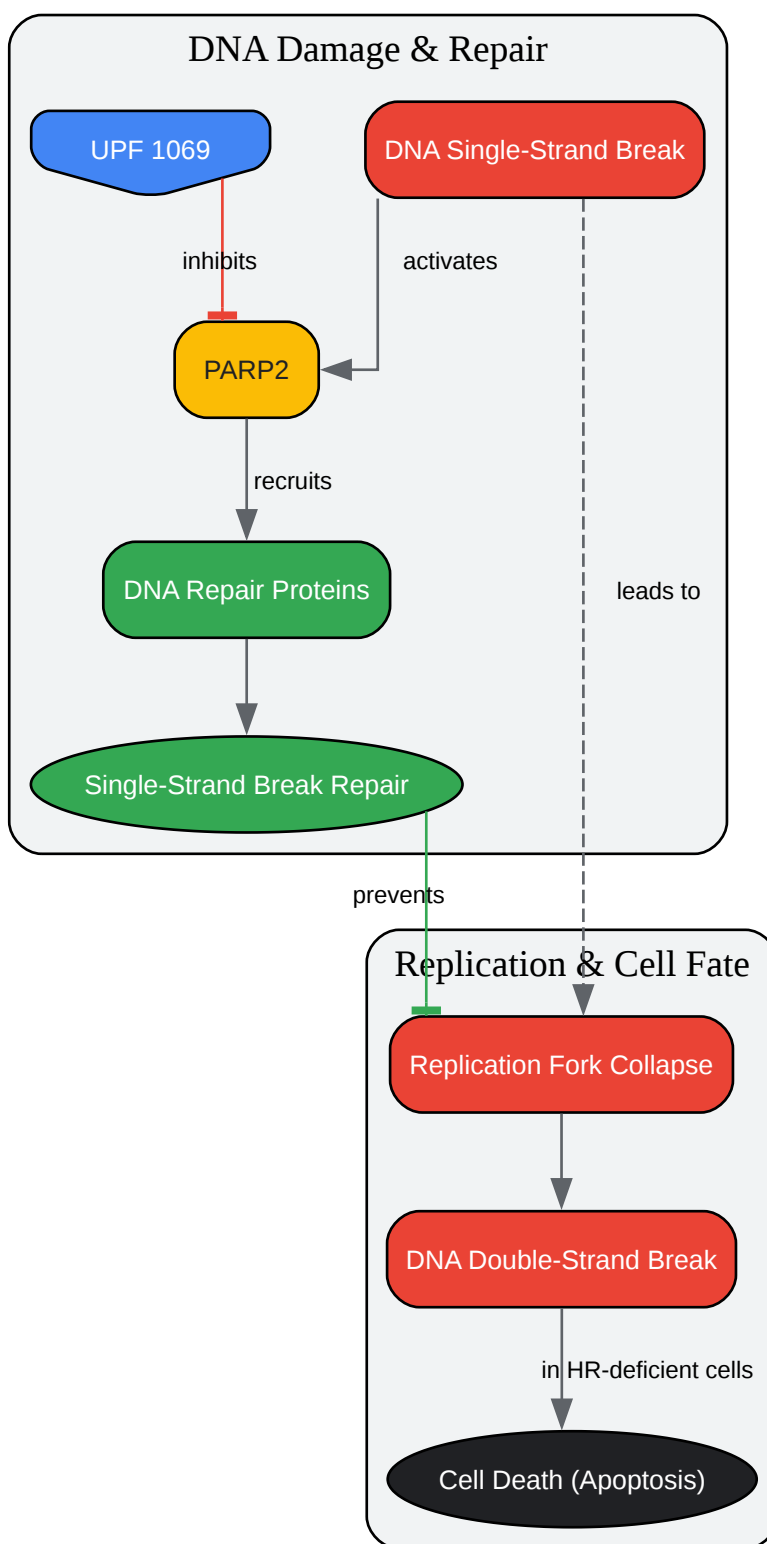 DNA Damage & Repair
UPF 1069
DNA Single-Strand Break
inhibits
activates
PARP2
recruits
DNA Repair Proteins
leads to
Single-Strand Break Repair
prevents
Replication & Cell Fate
Replication Fork Collapse
DNA Double-Strand Break
in HR-deficient cells
Cell Death (Apoptosis)